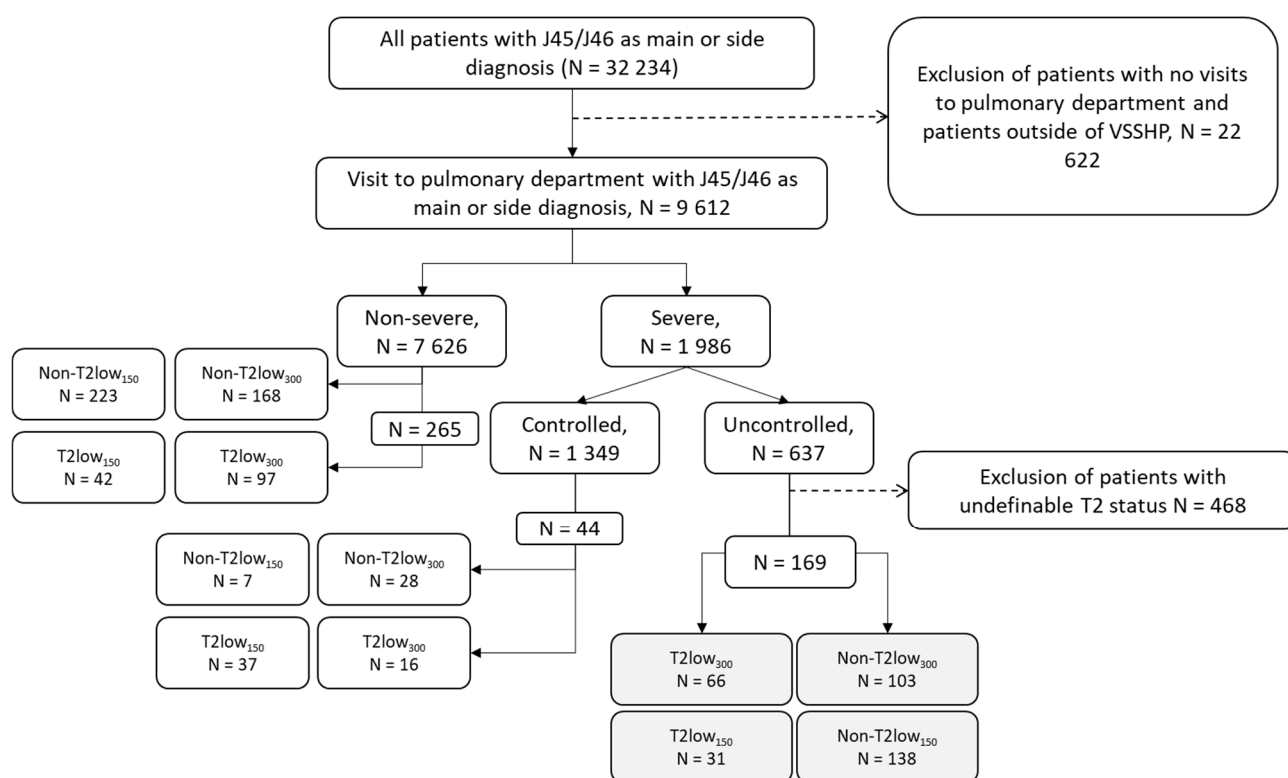 All patients with J45/J46 as main or side
diagnosis (N = 32 234)
Exclusion of patients with no visits
to pulmonary department and
patients outside of VSSHP, N = 22
622
Visit to pulmonary department with J45/J46 as
main or side diagnosis, N = 9 612
Non-severe,
N = 7 626
Severe,
N = 1 986
Non-T2low150
N = 223
Non-T2low300
N = 168
N = 265
T2low150
N = 42
T2low300
N = 97
Controlled,
N = 1 349
Uncontrolled,
N = 637
Exclusion of patients with
undefinable T2 status N = 468
N = 44
N = 169
Non-T2low150
N = 7
Non-T2low300
N = 28
T2low150
N = 37
T2low300
N = 16
T2low300
N = 66
Non-T2low300
N = 103
T2low150
N = 31
Non-T2low150
N = 138